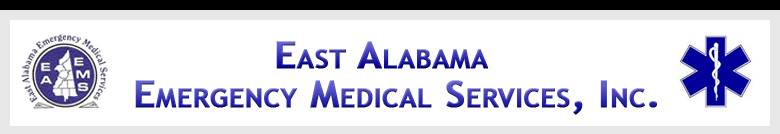 East Alabama Emergency Medical Services
EA EMS
East Alabama
Emergency Medical Services, Inc.